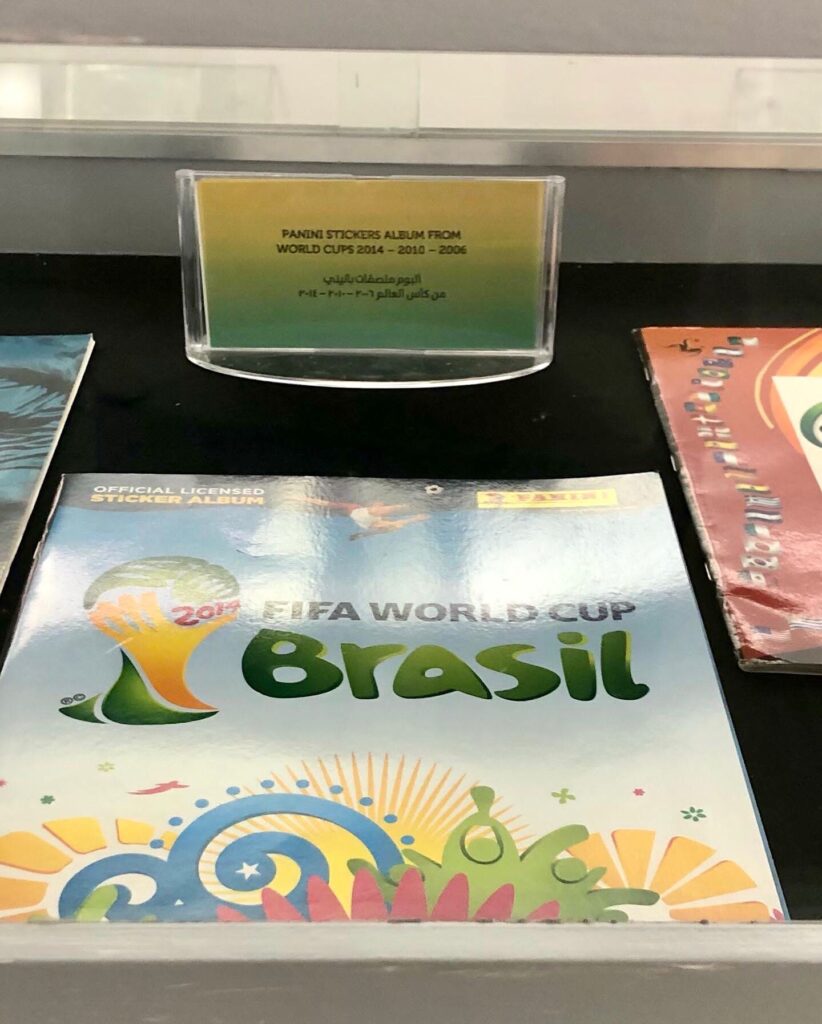 PANINI STICKERS ALBUM FROM
WORLD CUPS 2014 – 2010 – 2006
ألبوم ملصقات بانيني
من كأس العالم ٢٠٠٦ – ٢٠١٠ – ٢٠١٤
OFFICIAL LICENSED
STICKER ALBUM
PANINI
2014
FIFA WORLD CUP
Brasil
®©